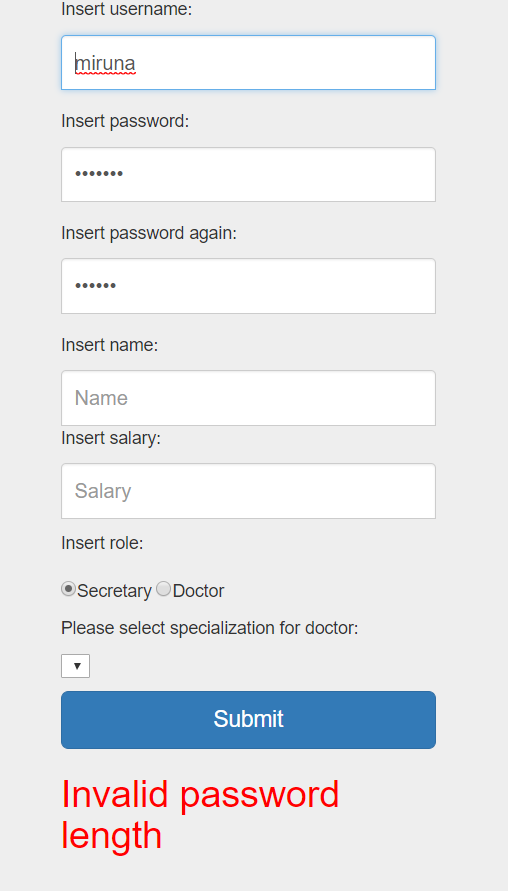 Insert username:
miruna
Insert password:
•••••••
Insert password again:
••••••
Insert name:
Name
Insert salary:
Salary
Insert role:
Secretary Doctor
Please select specialization for doctor:
Submit
Invalid password
length